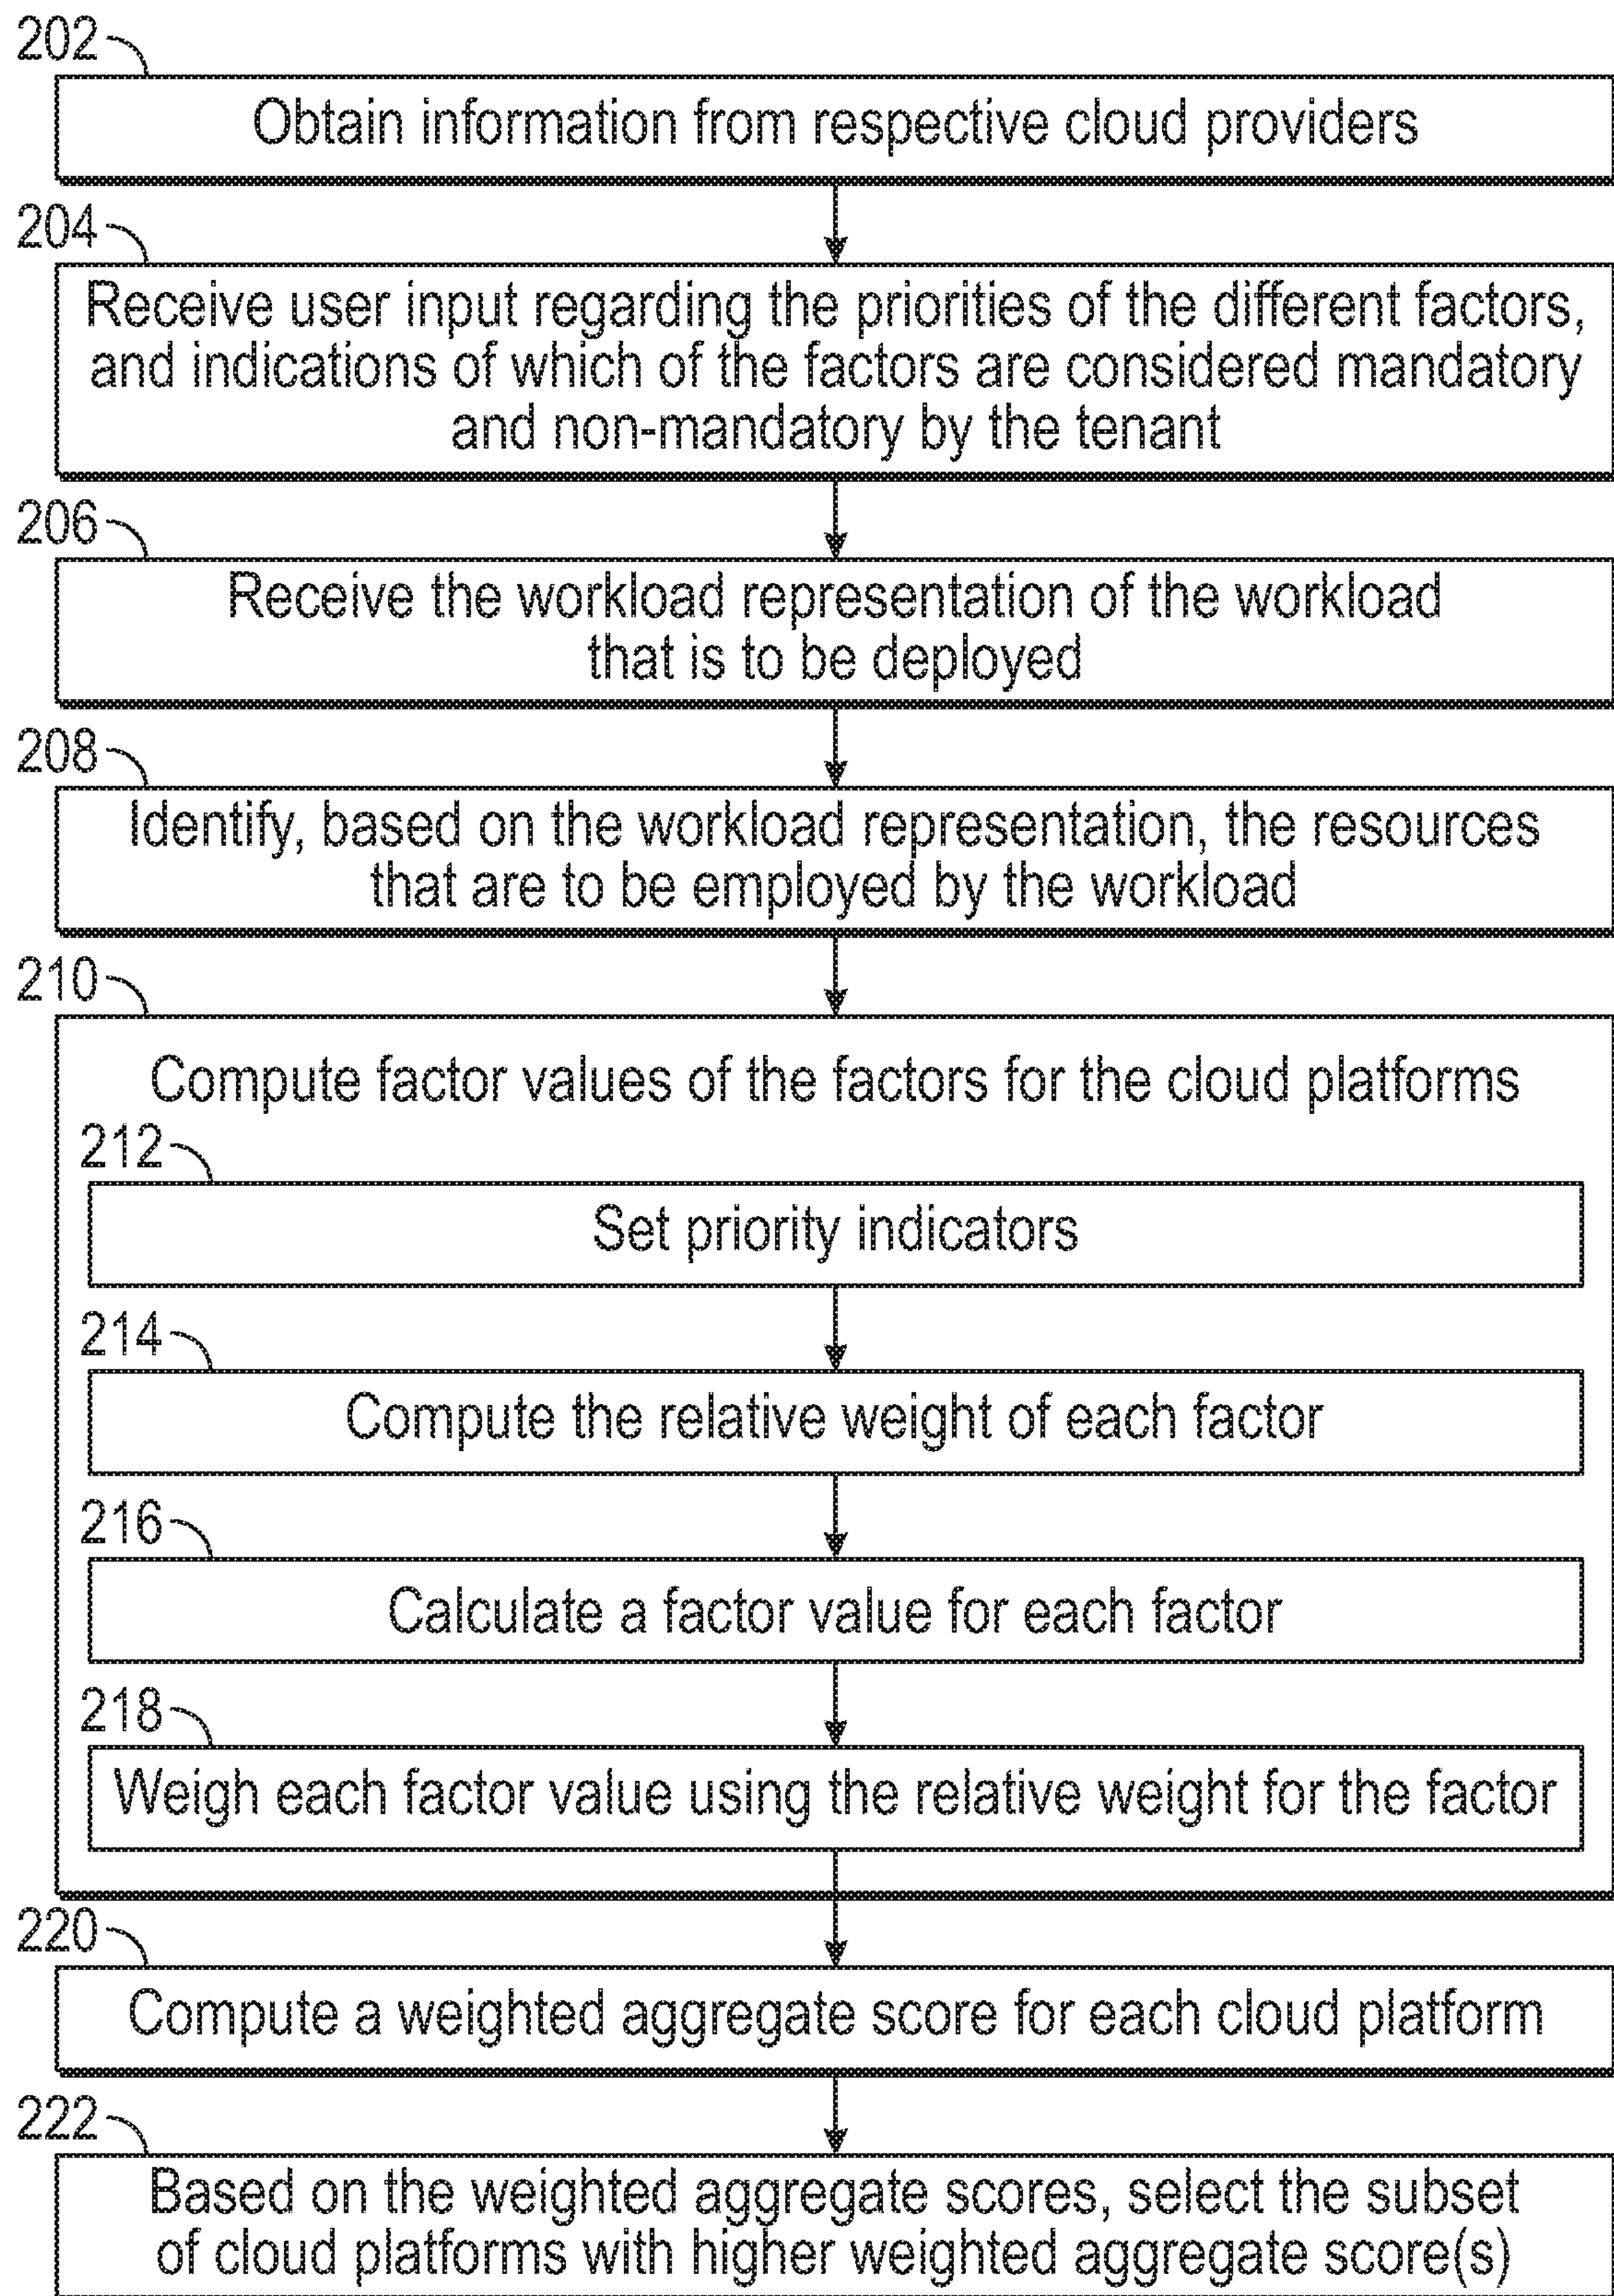 202
Obtain information from respective cloud providers
204
Receive user input regarding the priorities of the different factors,
and indications of which of the factors are considered mandatory
and non-mandatory by the tenant
206
Receive the workload representation of the workload
that is to be deployed
208
Identify, based on the workload representation, the resources
that are to be employed by the workload
210
Compute factor values of the factors for the cloud platforms
212
Set priority indicators
214
Compute the relative weight of each factor
216
Calculate a factor value for each factor
218
Weigh each factor value using the relative weight for the factor
220
Compute a weighted aggregate score for each cloud platform
222
Based on the weighted aggregate scores, select the subset
of cloud platforms with higher weighted aggregate score(s)